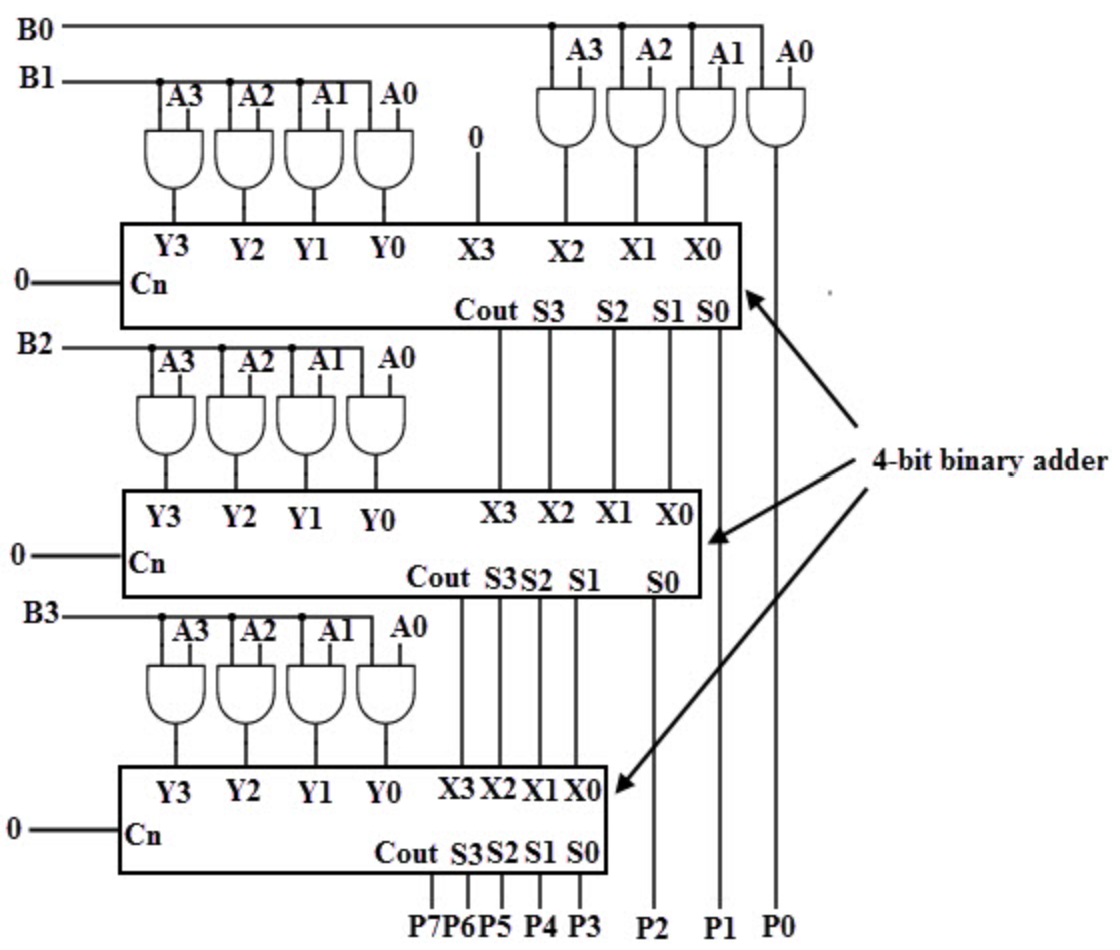 B0
A3 A2 A1 A0
B1
A3 A2 A1 A0
0
Y3 Y2 Y1 Y0 X3 X2 X1 X0
0 Cn
Cout S3 S2 S1 S0
B2
A3 A2 A1 A0
4-bit binary adder
Y3 Y2 Y1 Y0 X3 X2 X1 X0
0 Cn
Cout S3 S2 S1 S0
B3
A3 A2 A1 A0
Y3 Y2 Y1 Y0 X3 X2 X1 X0
0 Cn
Cout S3 S2 S1 S0
P7 P6 P5 P4 P3 P2 P1 P0